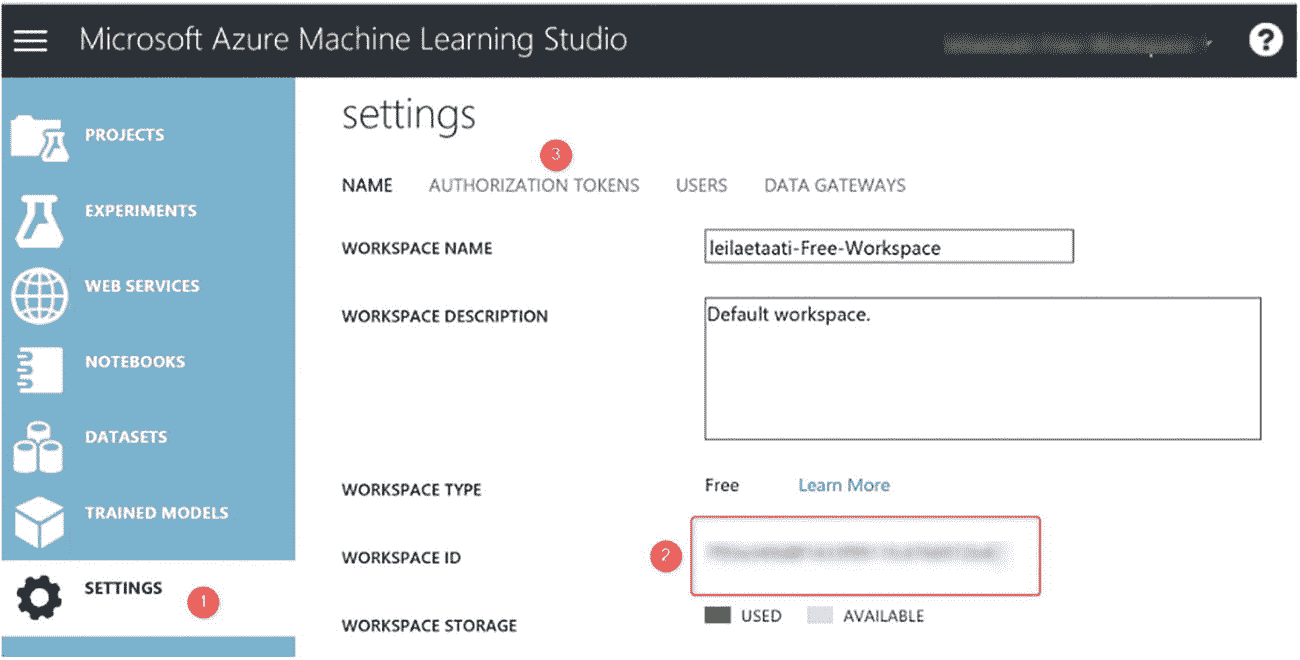 Microsoft Azure Machine Learning Studio
?
PROJECTS
EXPERIMENTS
WEB SERVICES
NOTEBOOKS
DATASETS
TRAINED MODELS
SETTINGS
1
settings
3
NAME AUTHORIZATION TOKENS USERS DATA GATEWAYS
WORKSPACE NAME leilaetaati-Free-Workspace
WORKSPACE DESCRIPTION Default workspace.
WORKSPACE TYPE Free Learn More
WORKSPACE ID 2
WORKSPACE STORAGE USED AVAILABLE